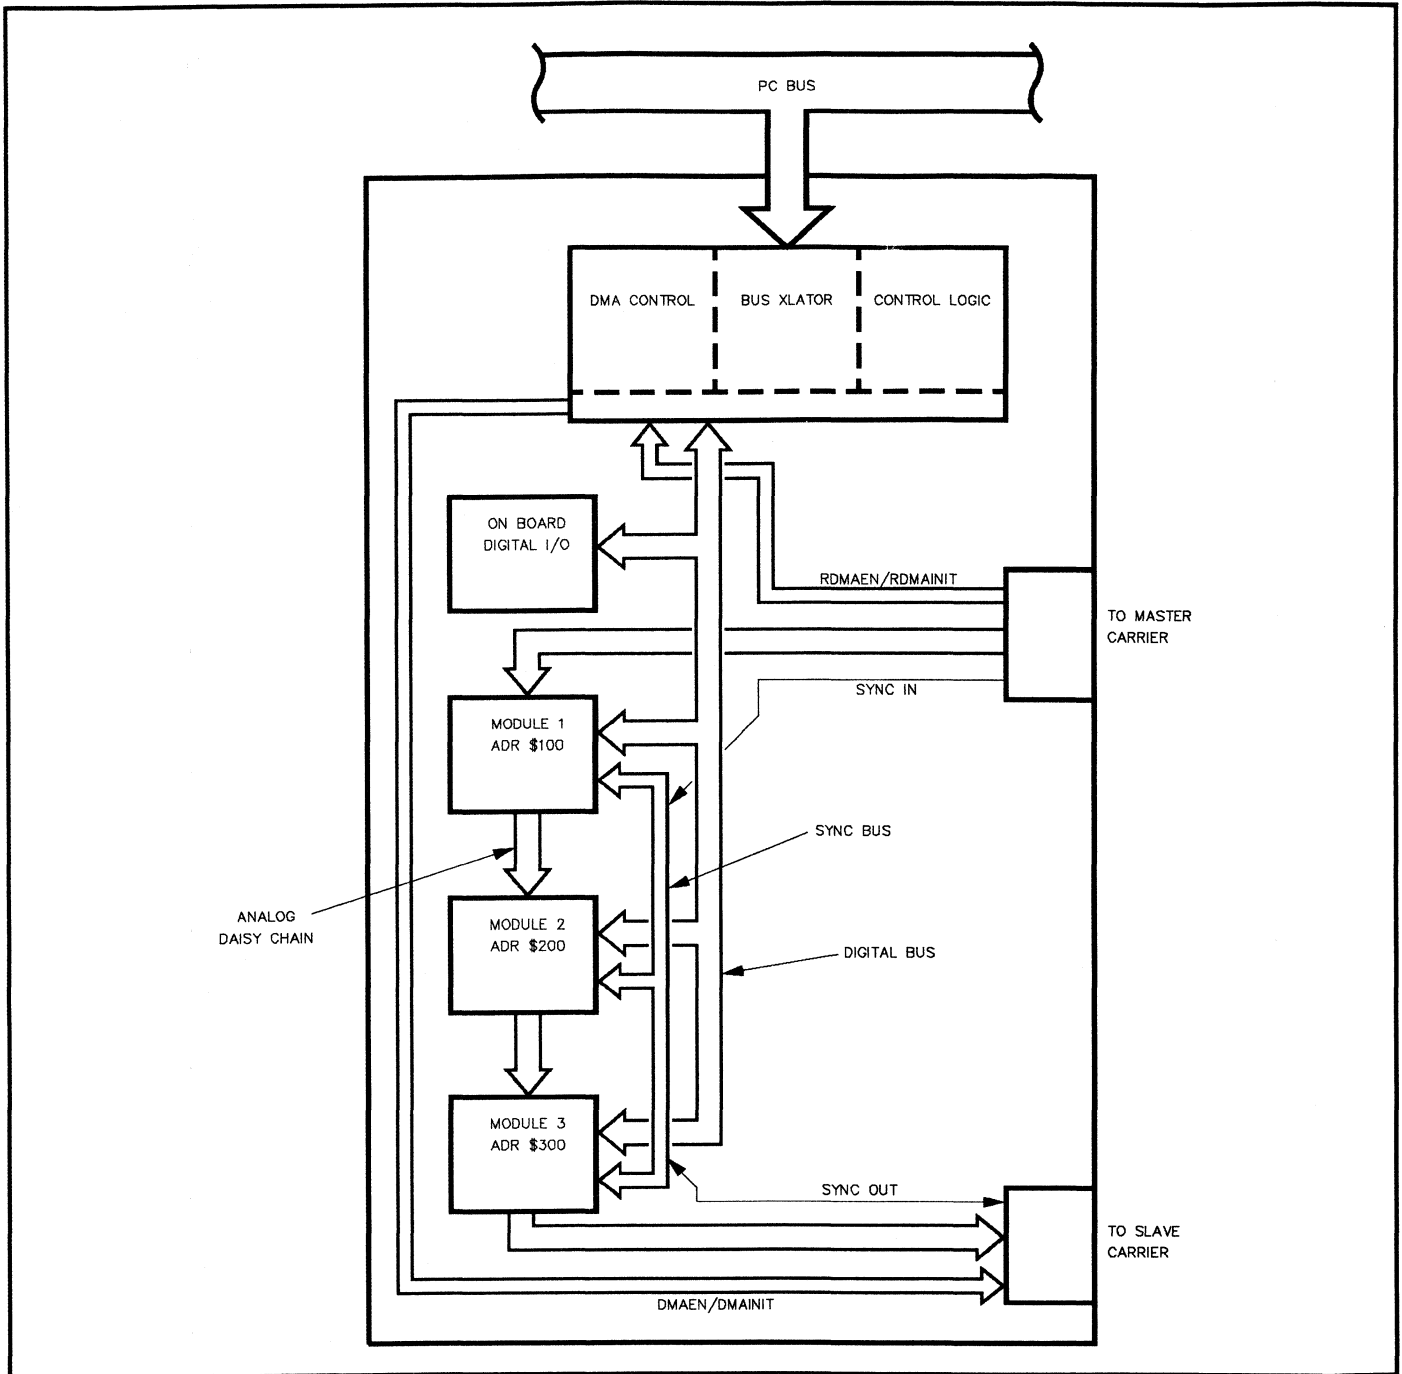 PC BUS
DMA CONTROL
BUS XLATOR
CONTROL LOGIC
ON BOARD
DIGITAL I/O
RDMAEN/RDMAINIT
TO MASTER
CARRIER
SYNC IN
MODULE 1
ADR $100
SYNC BUS
ANALOG
DAISY CHAIN
MODULE 2
ADR $200
DIGITAL BUS
MODULE 3
ADR $300
SYNC OUT
TO SLAVE
CARRIER
DMAEN/DMAINIT